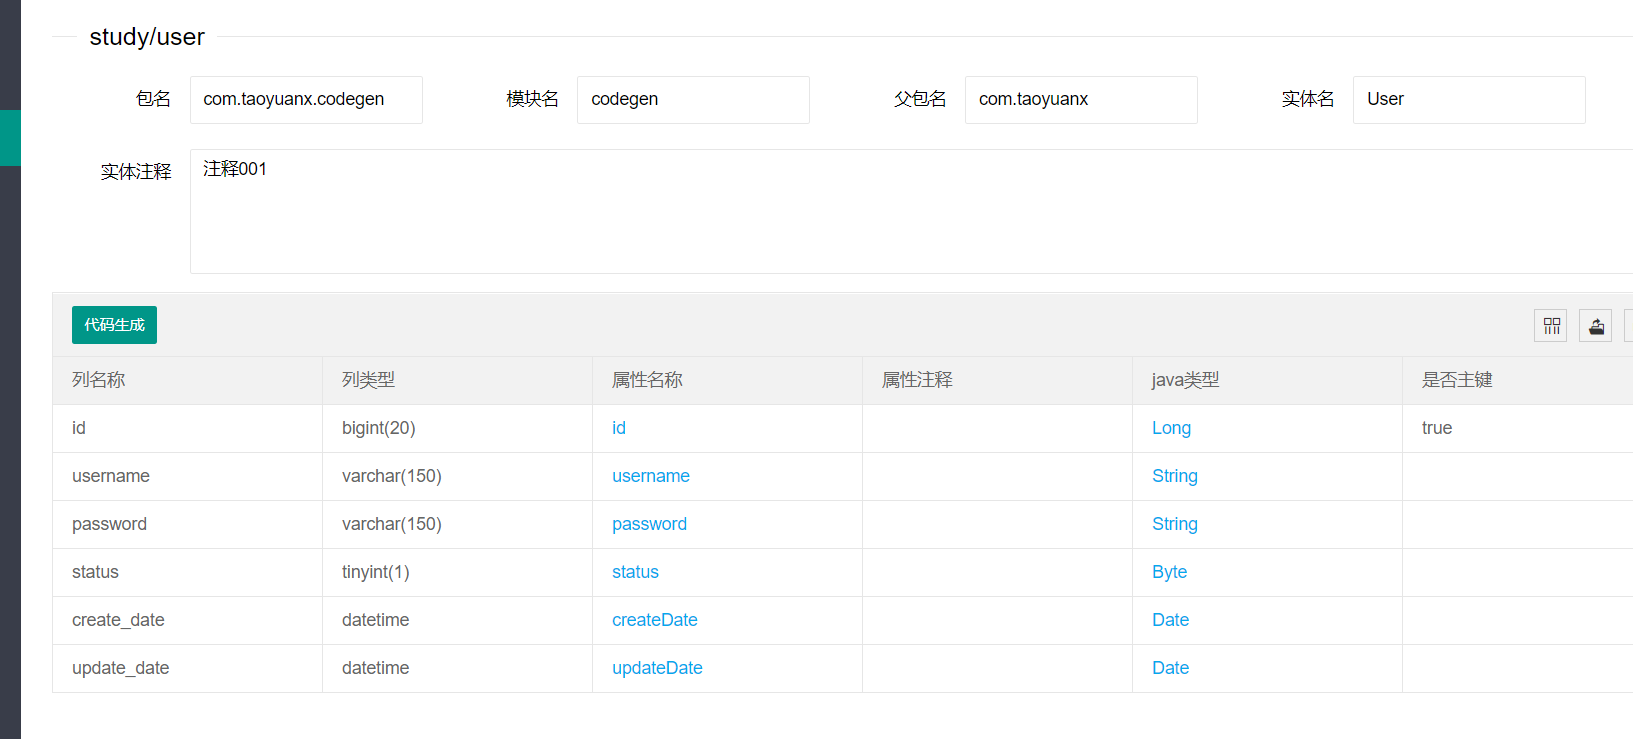 study/user
包名 com.taoyuanx.codegen 模块名 codegen 父包名 com.taoyuanx 实体名 User
实体注释 注释001
代码生成
列名称 列类型 属性名称 属性注释 java类型 是否主键
id bigint(20) id Long true
username varchar(150) username String
password varchar(150) password String
status tinyint(1) status Byte
create_date datetime createDate Date
update_date datetime updateDate Date